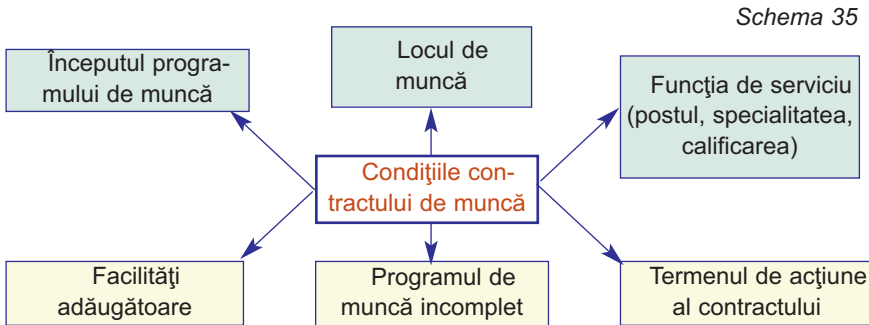 Schema 35
Începutul progra-
mului de muncă
Locul de
muncă
Funcţia de serviciu
(postul, specialitatea,
calificarea)
Condiţiile con-
tractului de muncă
Facilităţi
adăugătoare
Programul de
muncă incomplet
Termenul de acţiune
al contractului